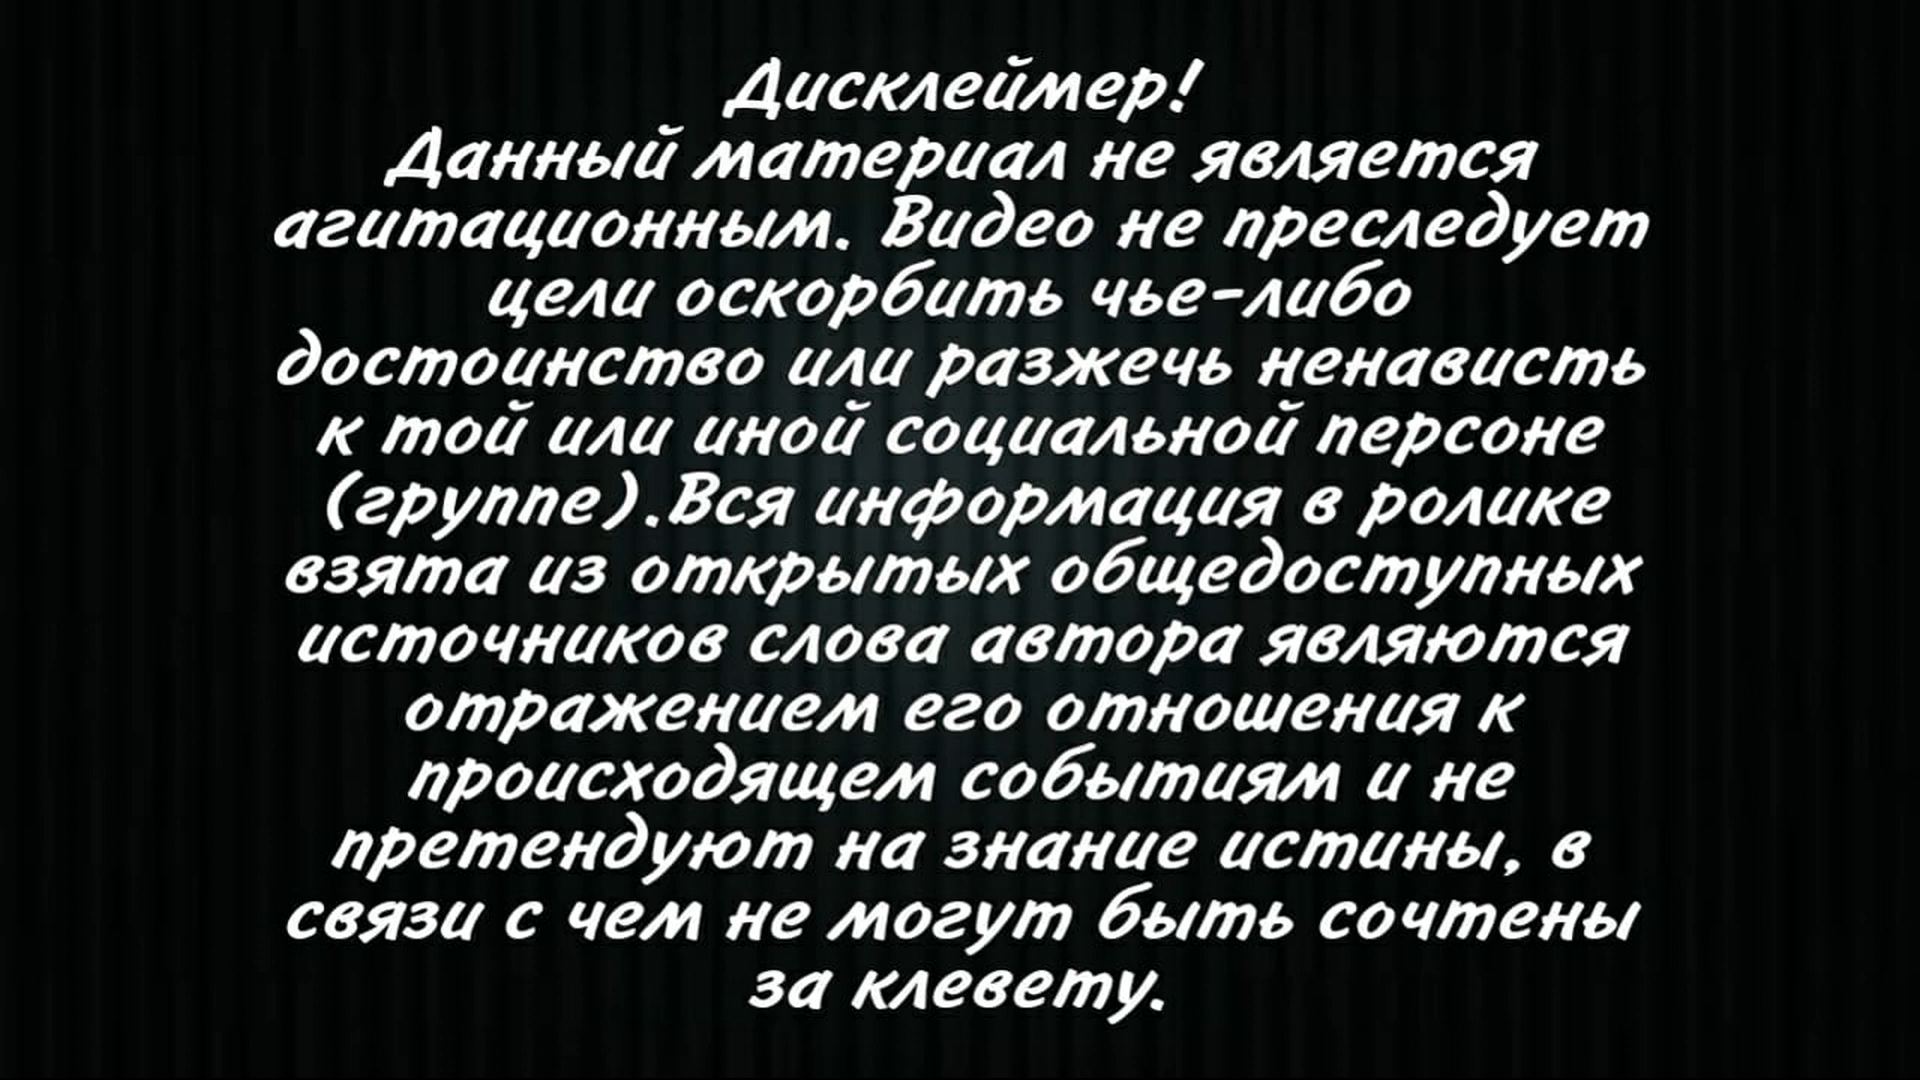 Дисклеймер!
Данный материал не является
агитационным. Видео не преследует
цели оскорбить чье-либо
достоинство или разжечь ненависть
к той или иной социальной персоне
(группе).Вся информация в ролике
взята из открытых общедоступных
источников слова автора являются
отражением его отношения к
происходящем событиям и не
претендуют на знание истины, в
связи с чем не могут быть сочтены
за клевету.